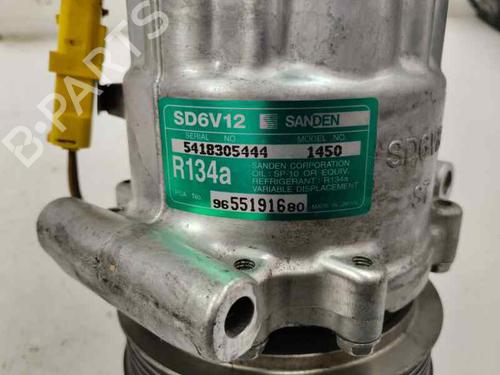 B-PARTS
SD6V12 SANDEN
SERIAL NO MODEL NO
5418305444 1450
R134a
SANDEN CORPORATION
OIL : SP-10 OR EQUIV.
REFRIGERANT : R134a
VARIABLE DISPLACEMENT
PSA No 9655191680 MADE IN JAPAN